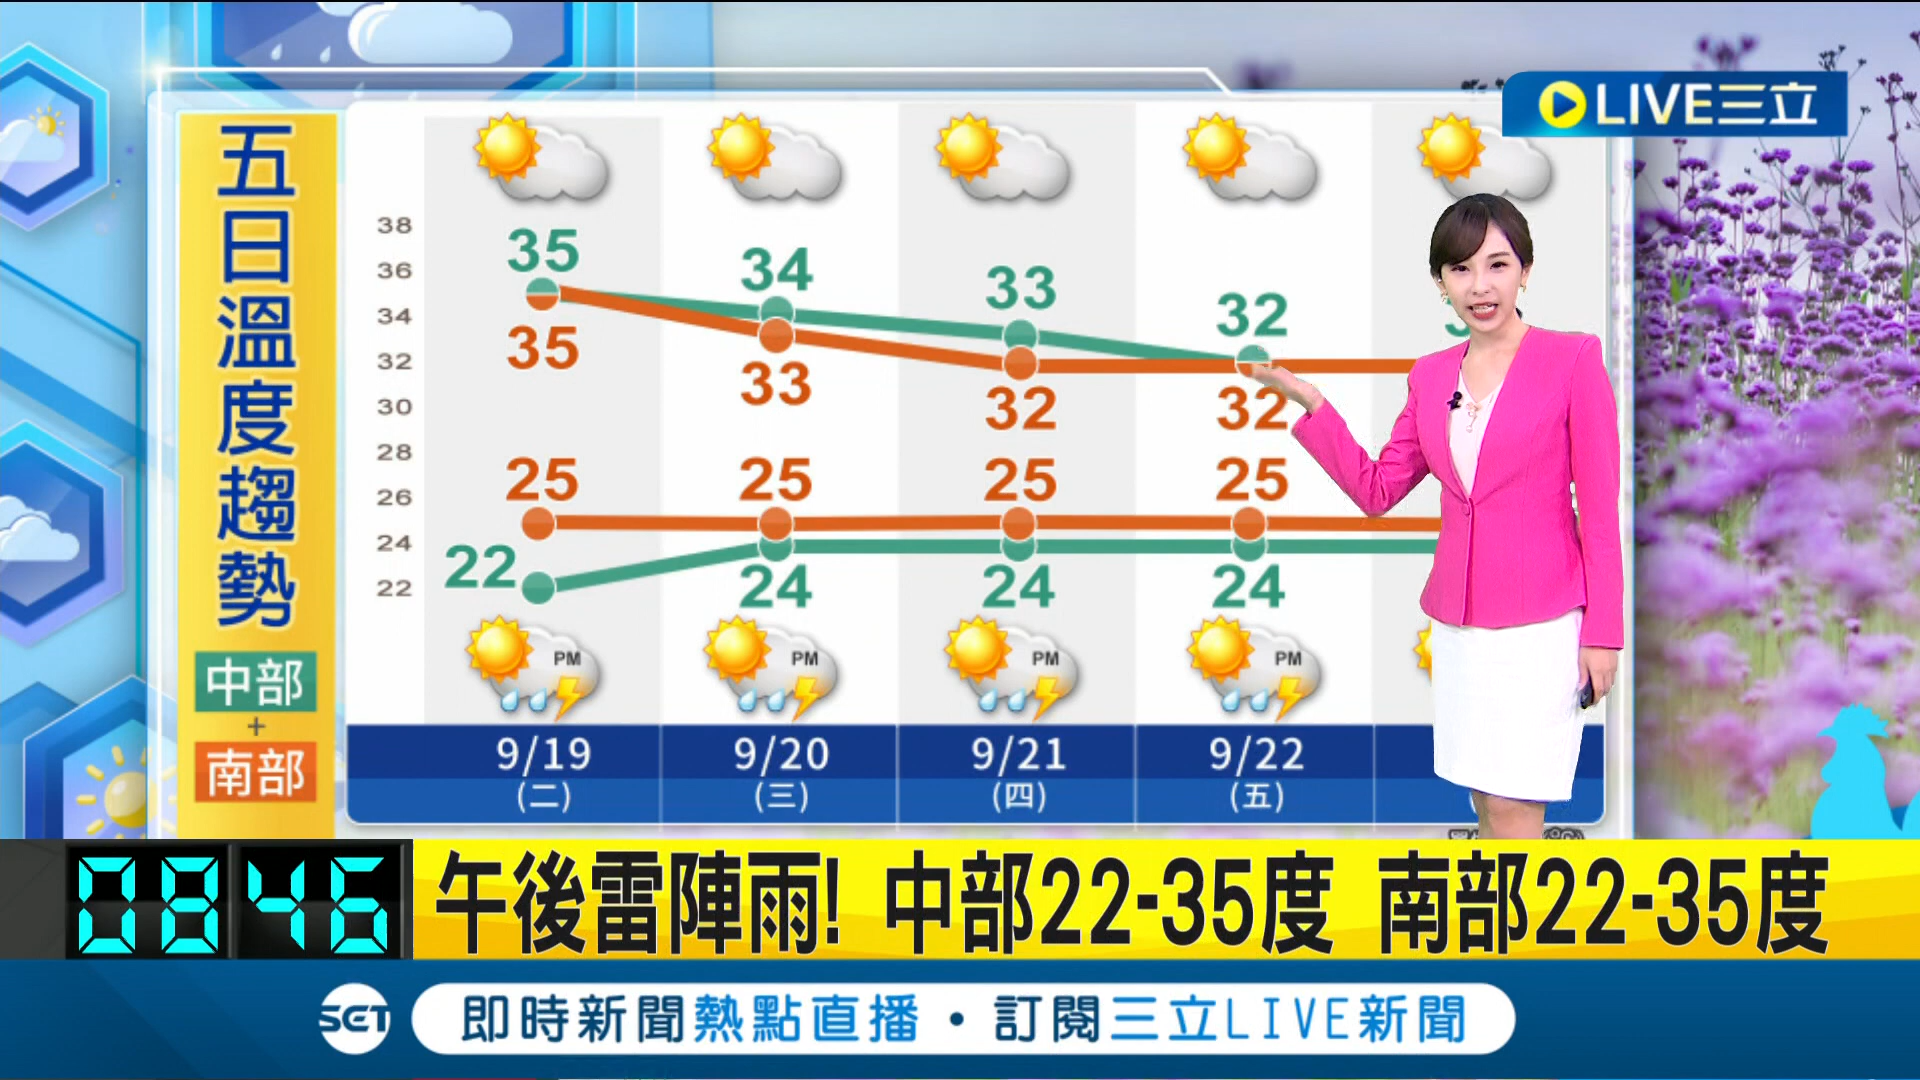 LIVE三立
五日溫度趨勢
中部
+
南部
38
36
34
32
30
28
26
24
22
35
34
33
32
35
33
32
32
25
25
25
25
22
24
24
24
PM
PM
PM
PM
9/19
9/20
9/21
9/22
(二)
(三)
(四)
(五)
0846
午後雷陣雨! 中部22-35度 南部22-35度
SET
即時新聞熱點直播・訂閱三立LIVE新聞